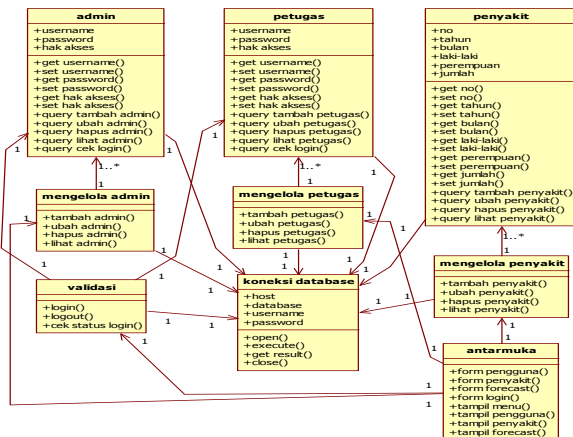 admin
+username
+password
+hak akses
+get username()
+set username()
+get password()
+set password()
+get hak akses()
+set hak akses()
+query tambah admin()
+query ubah admin()
+query hapus admin()
+query lihat admin()
+query cek login()
petugas
+username
+password
+hak akses
+get username()
+set username()
+get password()
+set password()
+get hak akses()
+set hak akses()
+query tambah petugas()
+query ubah petugas()
+query hapus petugas()
+query lihat petugas()
+query cek login()
penyakit
+no
+tahun
+bulan
+laki-laki
+perempuan
+jumlah
+get no()
+set no()
+get tahun()
+set tahun()
+get bulan()
+set bulan()
+get laki-laki()
+set laki-laki()
+get perempuan()
+set perempuan()
+get jumlah()
+set jumlah()
+query tambah penyakit()
+query ubah penyakit()
+query hapus penyakit()
+query lihat penyakit()
1
1
1
1
1
1..*
1
1..*
1
1..*
1
mengelola admin
+tambah admin()
+ubah admin()
+hapus admin()
+lihat admin()
mengelola petugas
+tambah petugas()
+ubah petugas()
+hapus petugas()
+lihat petugas()
mengelola penyakit
+tambah penyakit()
+ubah penyakit()
+hapus penyakit()
+lihat penyakit()
1
1
1
1
1
validasi
+login()
+logout()
+cek status login()
koneksi database
+host
+database
+username
+password
+open()
+execute()
+get result()
+close()
1
1
1
1
1
1
antarmuka
+form pengguna()
+form penyakit()
+form forecast()
+form login()
+tampil menu()
+tampil pengguna()
+tampil penyakit()
+tampil forecast()
1
1
1
1